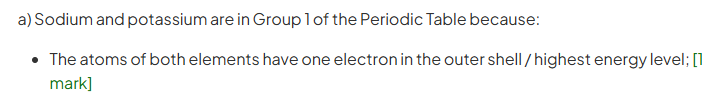 a) Sodium and potassium are in Group 1 of the Periodic Table because:
• The atoms of both elements have one electron in the outer shell / highest energy level; [1
mark]